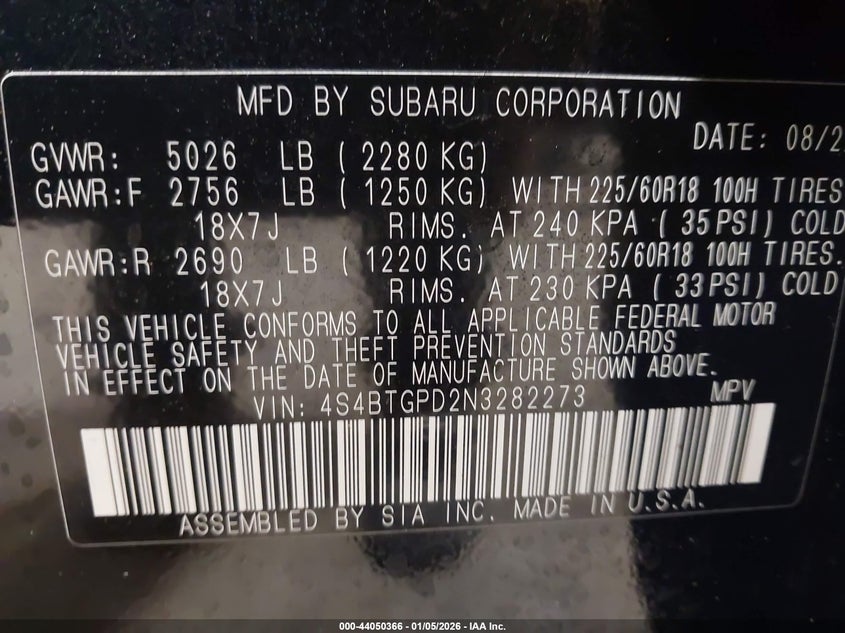 MFD BY SUBARU CORPORATION
DATE: 08/2
GVWR: 5026 LB ( 2280 KG)
GAWR:F 2756 LB ( 1250 KG) WITH 225/60R18 100H TIRES
18X7J RIMS. AT 240 KPA ( 35PSI) COLD
GAWR:R 2690 LB ( 1220 KG) WITH 225/60R18 100H TIRES.
18X7J RIMS. AT 230 KPA ( 33PSI) COLD
THIS VEHICLE CONFORMS TO ALL APPLICABLE FEDERAL MOTOR
VEHICLE SAFETY AND THEFT PREVENTION STANDARDS
IN EFFECT ON THE DATE OF MANUFACTURE SHOWN ABOVE.
VIN: 4S4BTGPD2N3282273 MPV
ASSEMBLED BY SIA INC. MADE IN U.S.A.
000-44050366 - 01/05/2026 - IAA Inc.